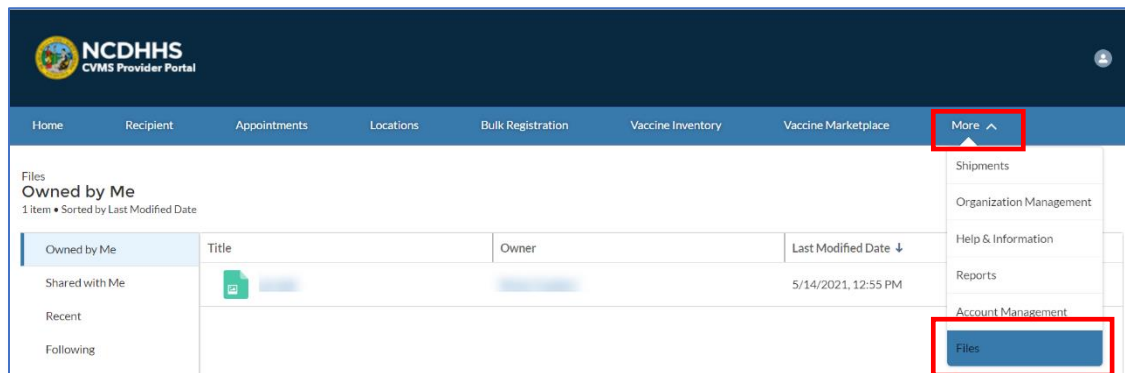 NCDHHS
CVMS Provider Portal
Home Recipient Appointments Locations Bulk Registration Vaccine Inventory Vaccine Marketplace More
Shipments
Organization Management
Help & Information
Reports
Account Management
Files
Files
Owned by Me
1 item • Sorted by Last Modified Date
Owned by Me
Shared with Me
Recent
Following
Title Owner Last Modified Date ↓
5/14/2021, 12:55 PM